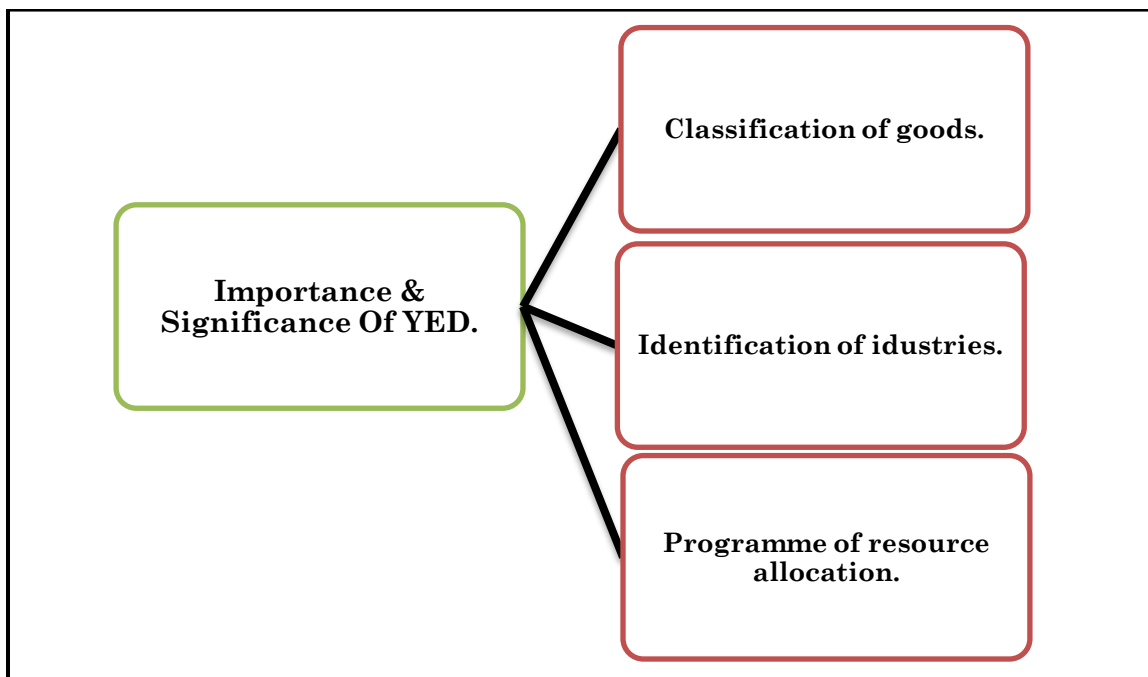 Classification of goods.
Importance &
Significance Of YED.
Identification of idustries.
Programme of resource
allocation.